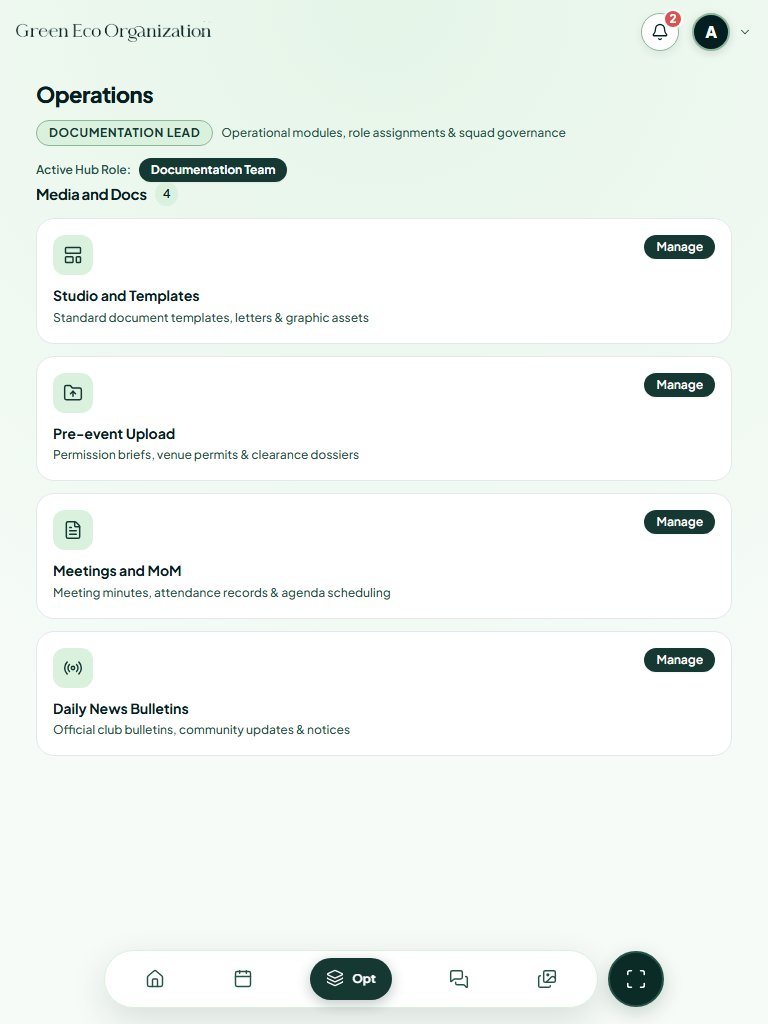 Green Eco Organization
2
A
Operations
DOCUMENTATION LEAD Operational modules, role assignments & squad governance
Active Hub Role: Documentation Team
Media and Docs 4
Manage
Studio and Templates
Standard document templates, letters & graphic assets
Manage
Pre-event Upload
Permission briefs, venue permits & clearance dossiers
Manage
Meetings and MoM
Meeting minutes, attendance records & agenda scheduling
Manage
Daily News Bulletins
Official club bulletins, community updates & notices
Opt